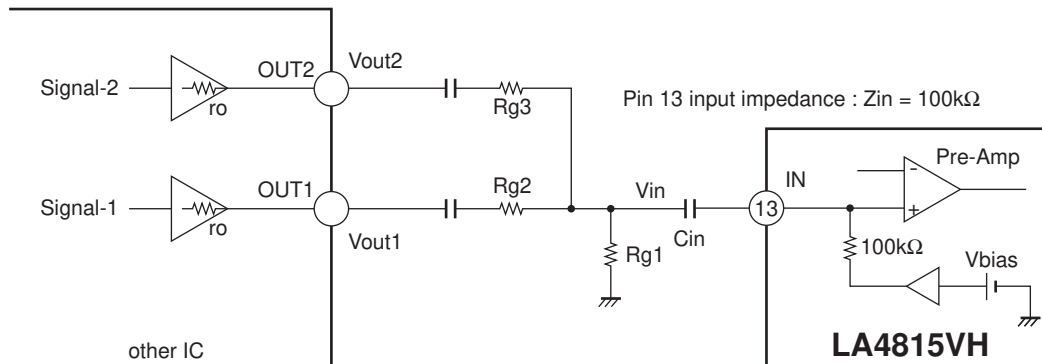 Signal-2
ro
OUT2
Vout2
Rg3
Pin 13 input impedance : Zin = 100kΩ
Signal-1
ro
OUT1
Vout1
Rg2
Vin
Cin
Rg1
13
IN
Pre-Amp
-
+
100kΩ
Vbias
other IC
LA4815VH